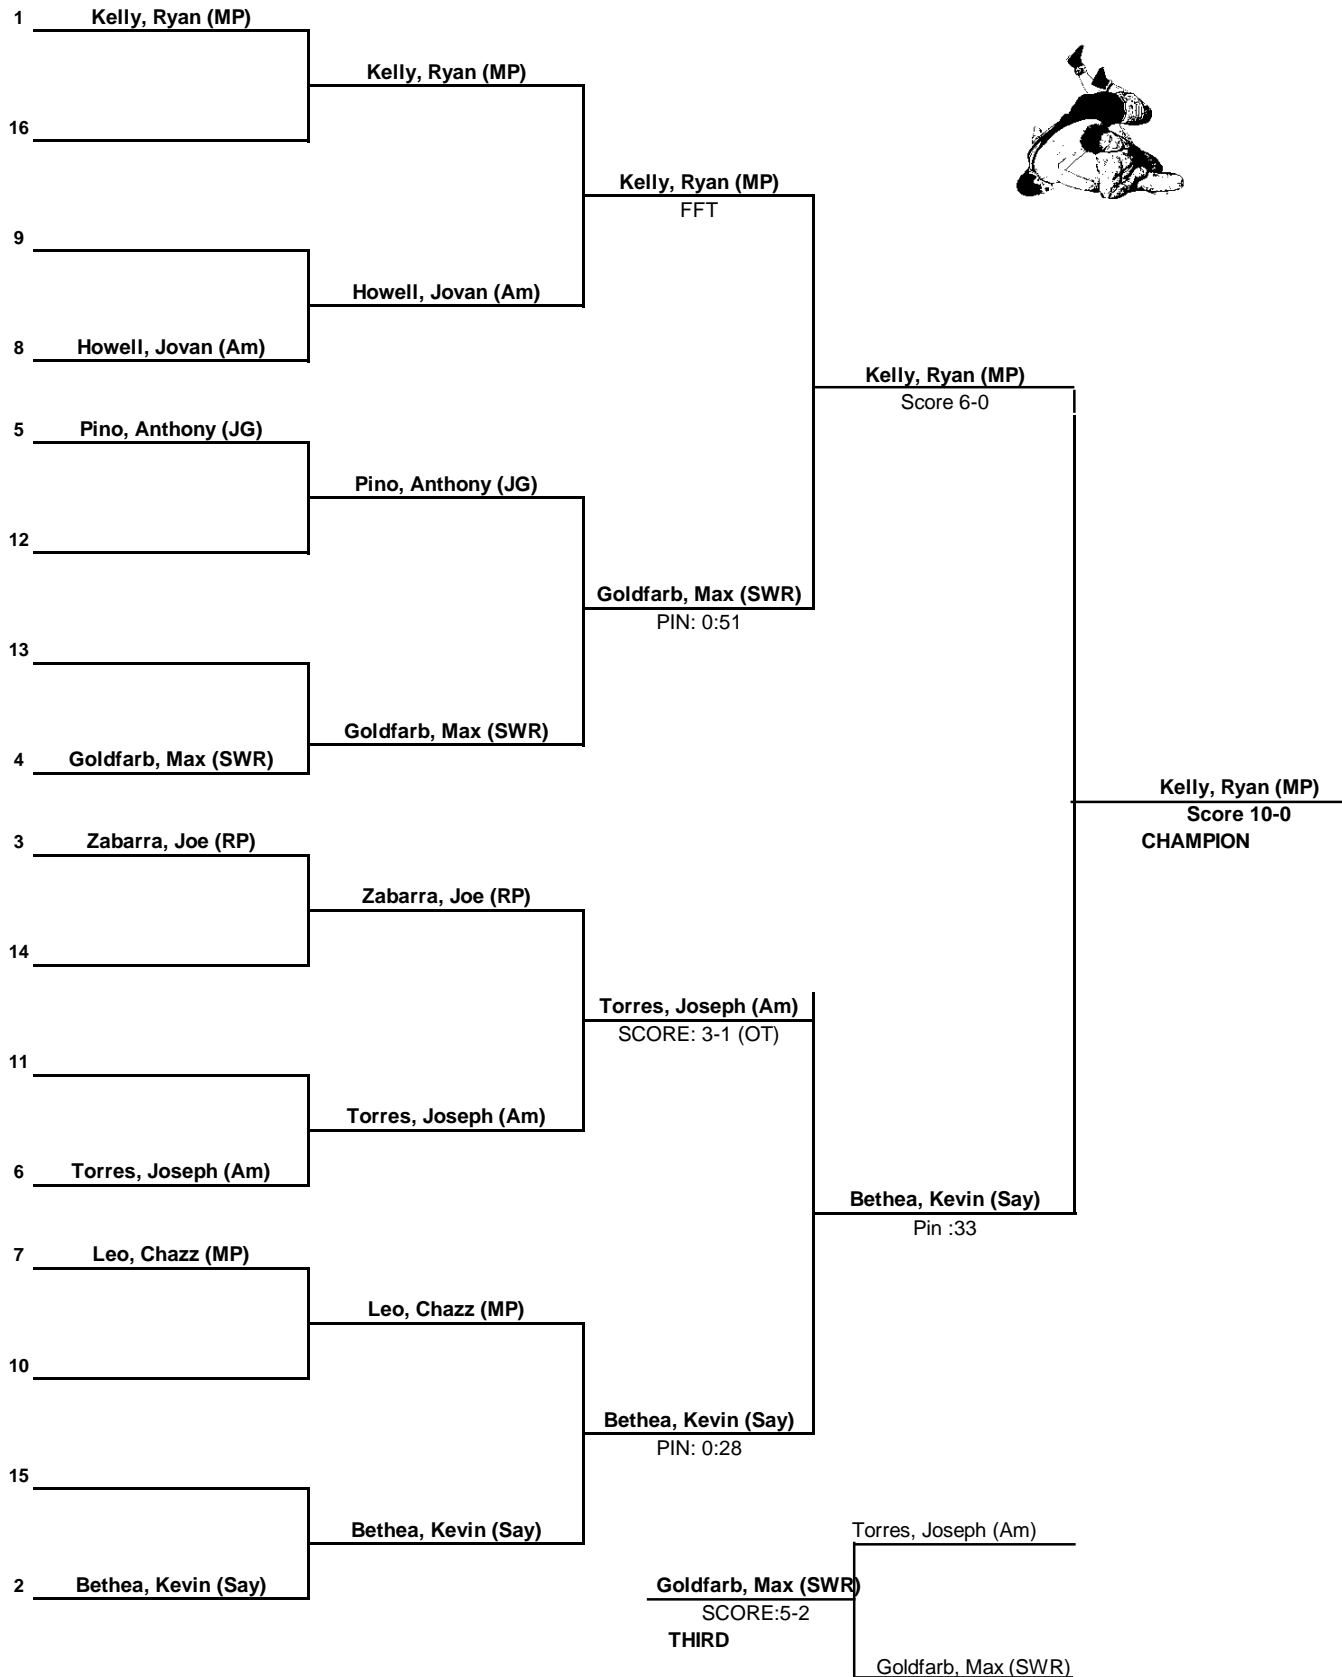 1 Kelly, Ryan (MP)
Kelly, Ryan (MP)
16
Kelly, Ryan (MP)
FFT
9
Howell, Jovan (Am)
8 Howell, Jovan (Am)
Kelly, Ryan (MP)
Score 6-0
5 Pino, Anthony (JG)
Pino, Anthony (JG)
12
Goldfarb, Max (SWR)
PIN: 0:51
13
Goldfarb, Max (SWR)
4 Goldfarb, Max (SWR)
Kelly, Ryan (MP)
Score 10-0
CHAMPION
3 Zabarra, Joe (RP)
Zabarra, Joe (RP)
14
Torres, Joseph (Am)
SCORE: 3-1 (OT)
11
Torres, Joseph (Am)
6 Torres, Joseph (Am)
Bethea, Kevin (Say)
Pin :33
7 Leo, Chazz (MP)
Leo, Chazz (MP)
10
Bethea, Kevin (Say)
PIN: 0:28
15
Bethea, Kevin (Say)
2 Bethea, Kevin (Say)
Torres, Joseph (Am)
Goldfarb, Max (SWR)
SCORE:5-2
THIRD
Goldfarb, Max (SWR)